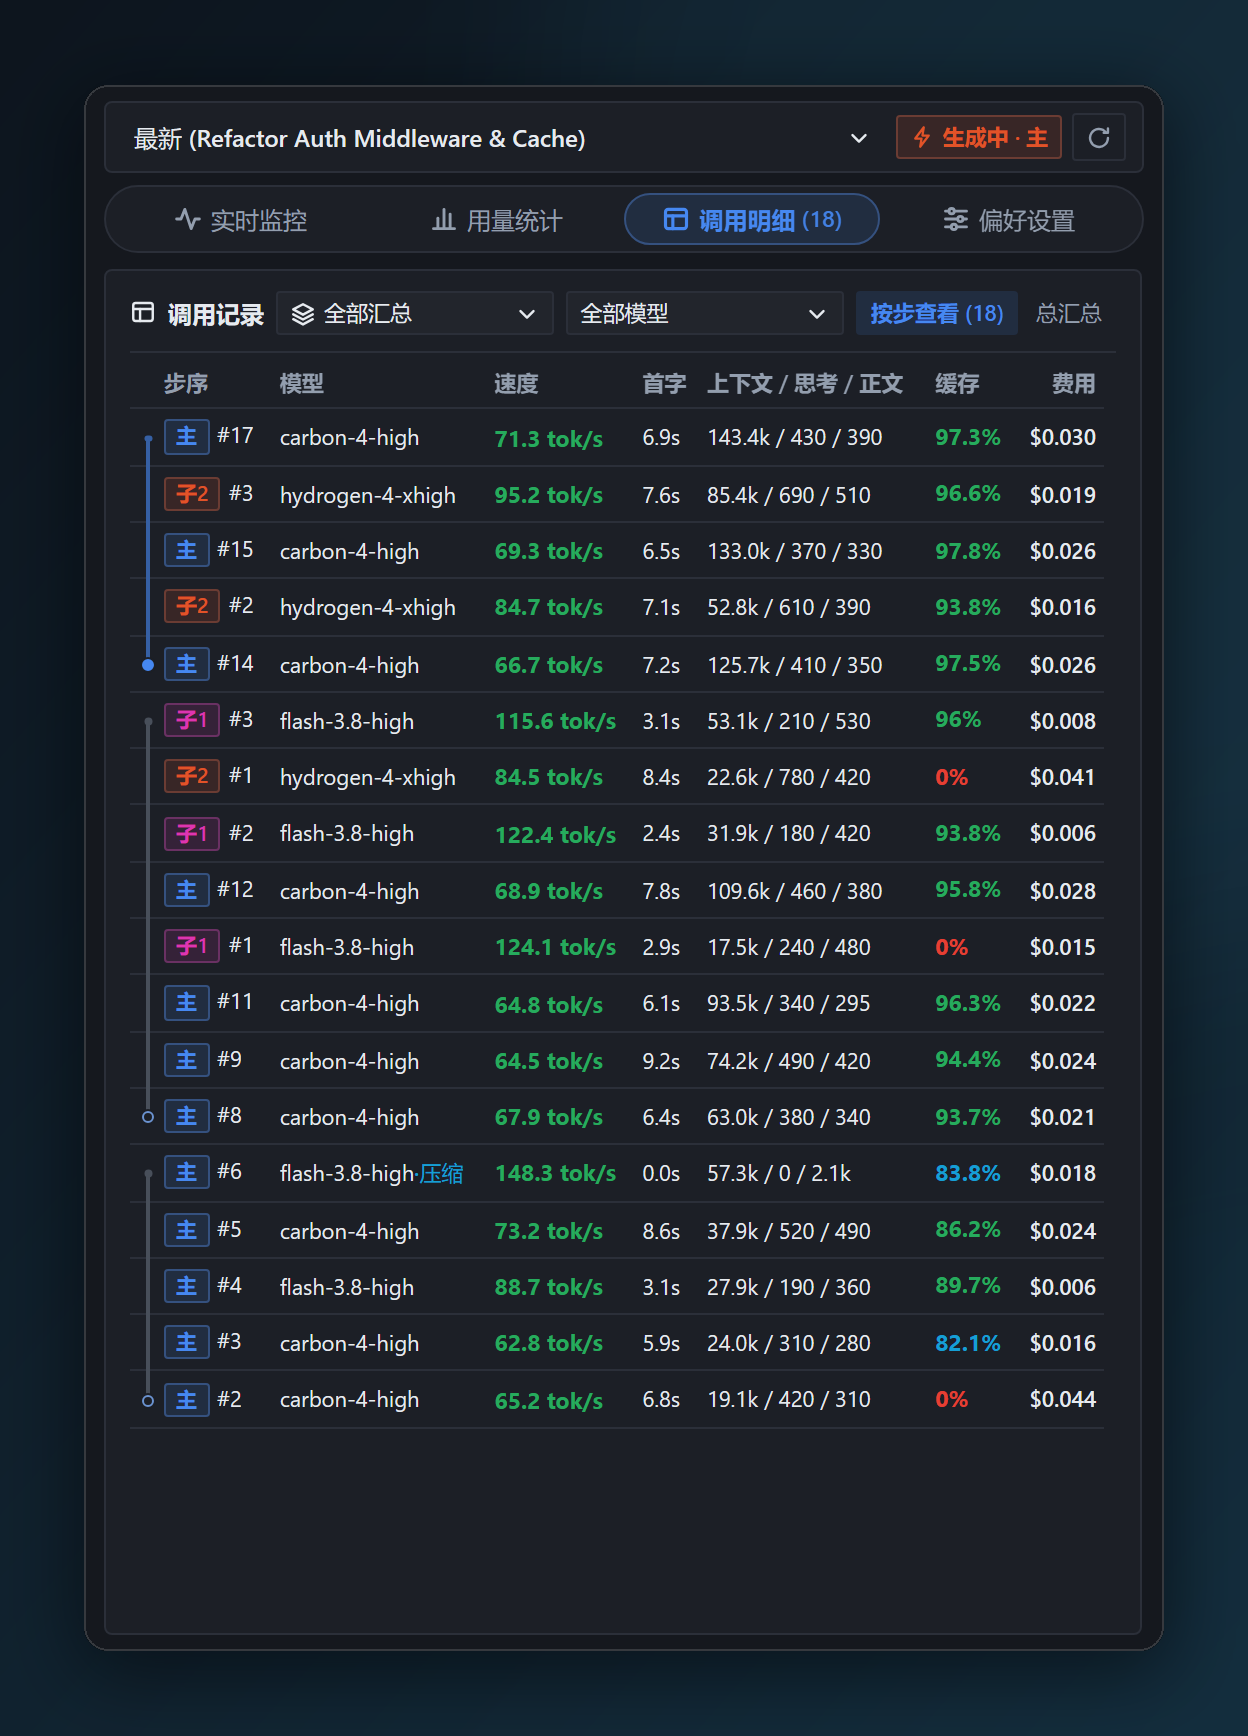 最新 (Refactor Auth Middleware & Cache) 生成中 · 主
实时监控 用量统计 调用明细 (18) 偏好设置
调用记录 全部汇总 全部模型 按步查看 (18) 总汇总
步序 模型 速度 首字 上下文 / 思考 / 正文 缓存 费用
主 #17 carbon-4-high 71.3 tok/s 6.9s 143.4k / 430 / 390 97.3% $0.030
子2 #3 hydrogen-4-xhigh 95.2 tok/s 7.6s 85.4k / 690 / 510 96.6% $0.019
主 #15 carbon-4-high 69.3 tok/s 6.5s 133.0k / 370 / 330 97.8% $0.026
子2 #2 hydrogen-4-xhigh 84.7 tok/s 7.1s 52.8k / 610 / 390 93.8% $0.016
主 #14 carbon-4-high 66.7 tok/s 7.2s 125.7k / 410 / 350 97.5% $0.026
子1 #3 flash-3.8-high 115.6 tok/s 3.1s 53.1k / 210 / 530 96% $0.008
子2 #1 hydrogen-4-xhigh 84.5 tok/s 8.4s 22.6k / 780 / 420 0% $0.041
子1 #2 flash-3.8-high 122.4 tok/s 2.4s 31.9k / 180 / 420 93.8% $0.006
主 #12 carbon-4-high 68.9 tok/s 7.8s 109.6k / 460 / 380 95.8% $0.028
子1 #1 flash-3.8-high 124.1 tok/s 2.9s 17.5k / 240 / 480 0% $0.015
主 #11 carbon-4-high 64.8 tok/s 6.1s 93.5k / 340 / 295 96.3% $0.022
主 #9 carbon-4-high 64.5 tok/s 9.2s 74.2k / 490 / 420 94.4% $0.024
主 #8 carbon-4-high 67.9 tok/s 6.4s 63.0k / 380 / 340 93.7% $0.021
主 #6 flash-3.8-high·压缩 148.3 tok/s 0.0s 57.3k / 0 / 2.1k 83.8% $0.018
主 #5 carbon-4-high 73.2 tok/s 8.6s 37.9k / 520 / 490 86.2% $0.024
主 #4 flash-3.8-high 88.7 tok/s 3.1s 27.9k / 190 / 360 89.7% $0.006
主 #3 carbon-4-high 62.8 tok/s 5.9s 24.0k / 310 / 280 82.1% $0.016
主 #2 carbon-4-high 65.2 tok/s 6.8s 19.1k / 420 / 310 0% $0.044